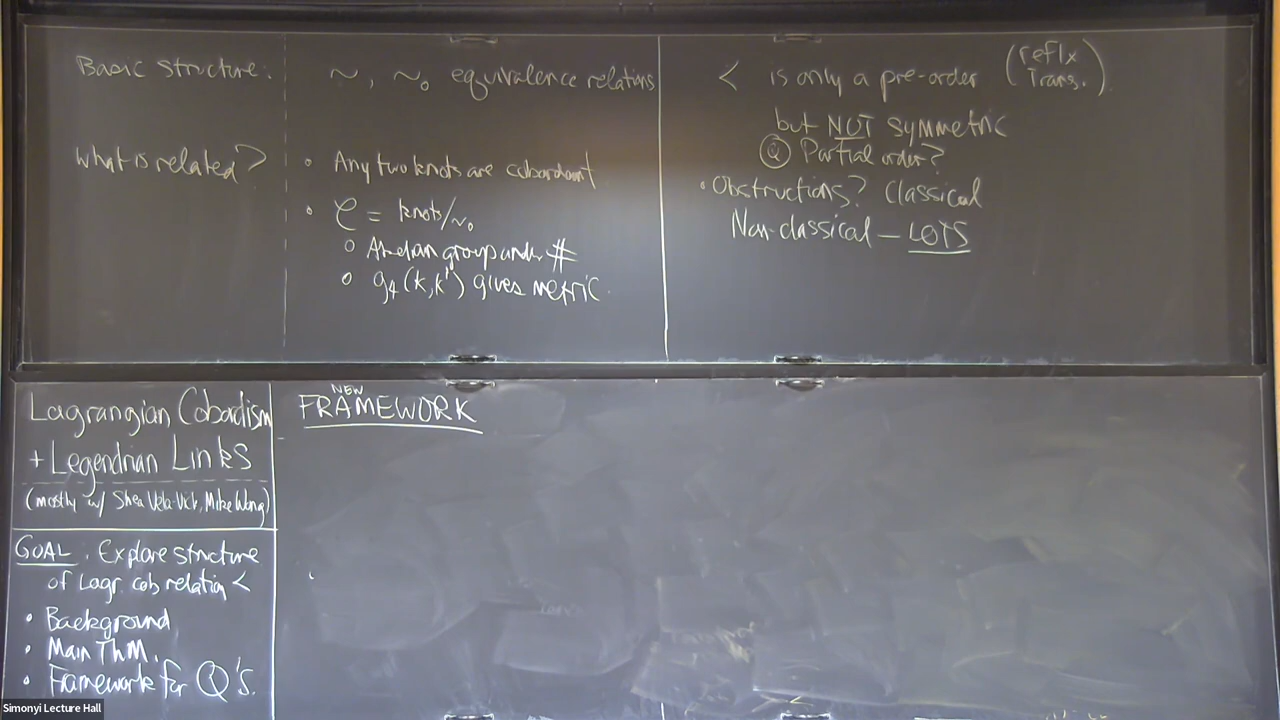 Basic structure:
~, ~₀ equivalence relations
< is only a pre-order (reflx Trans.)
but NOT symmetric
Q Partial order?
What is related?
• Any two knots are cobordant
• C = knots/~₀
o Abelian group under #
o g₄(k,k') gives metric.
• Obstructions? Classical
Non-classical — LOTS
Lagrangian Cobordism
+ Legendrian Links
(mostly w/ Shea Vela-Vick, Mike Wong)
GOAL: Explore structure
of Lagr. cob relation <
• Background
• Main Thm.
• Framework for Q's.
NEW
FRAMEWORK
Simonyi Lecture Hall